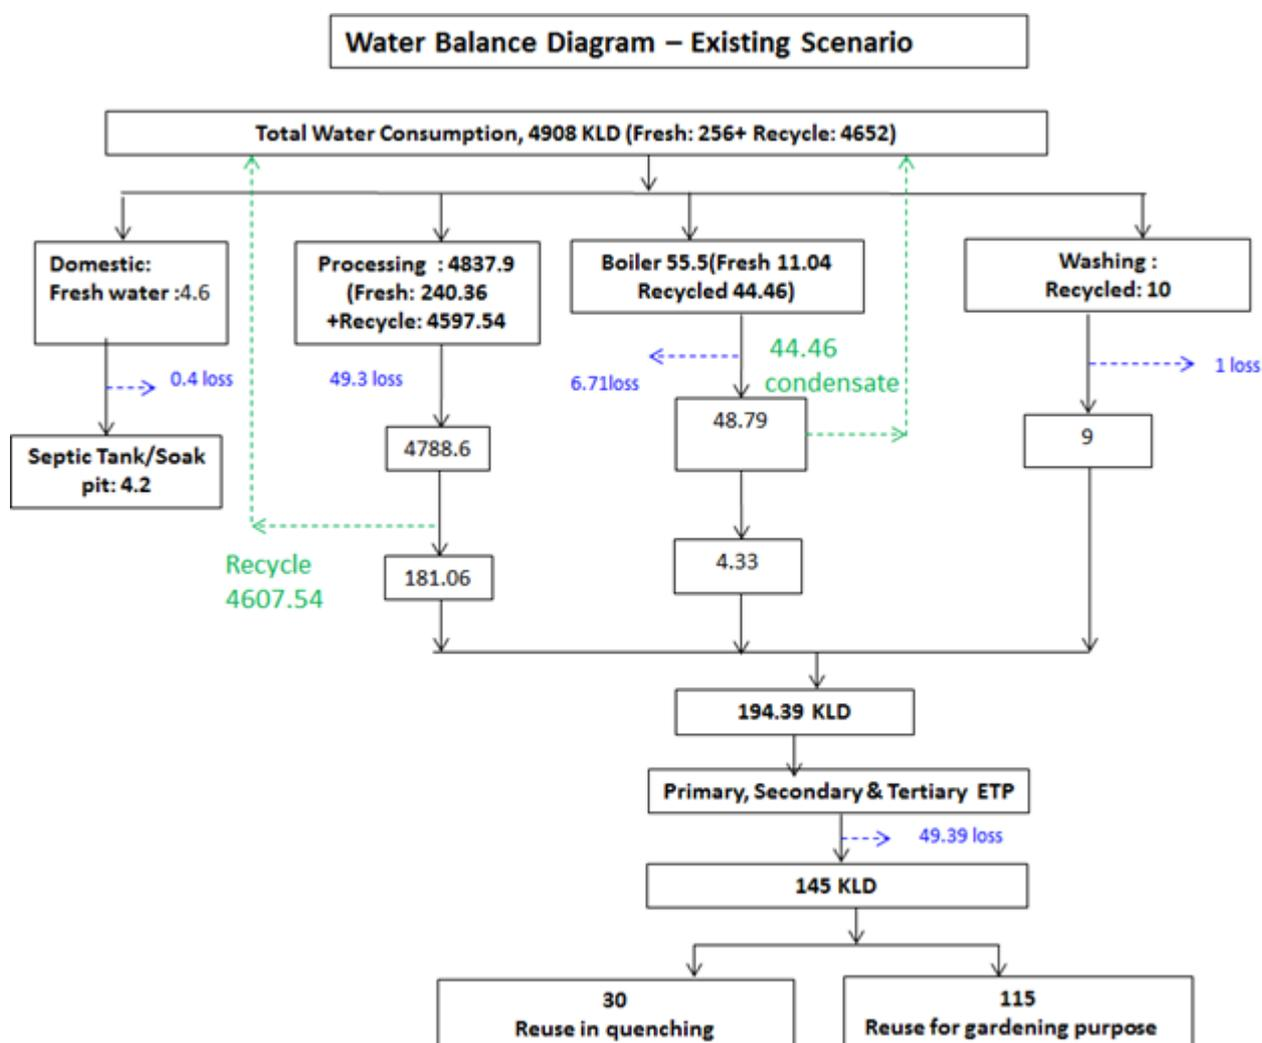 Water Balance Diagram – Existing Scenario
Total Water Consumption, 4908 KLD (Fresh: 256+ Recycle: 4652)
Domestic:
Fresh water :4.6
Processing : 4837.9
(Fresh: 240.36
+Recycle: 4597.54
Boiler 55.5(Fresh 11.04
Recycled 44.46)
Washing :
Recycled: 10
0.4 loss
49.3 loss
6.71loss
44.46
condensate
1 loss
Septic Tank/Soak
pit: 4.2
4788.6
48.79
9
Recycle
4607.54
181.06
4.33
194.39 KLD
Primary, Secondary & Tertiary ETP
49.39 loss
145 KLD
30
Reuse in quenching
115
Reuse for gardening purpose